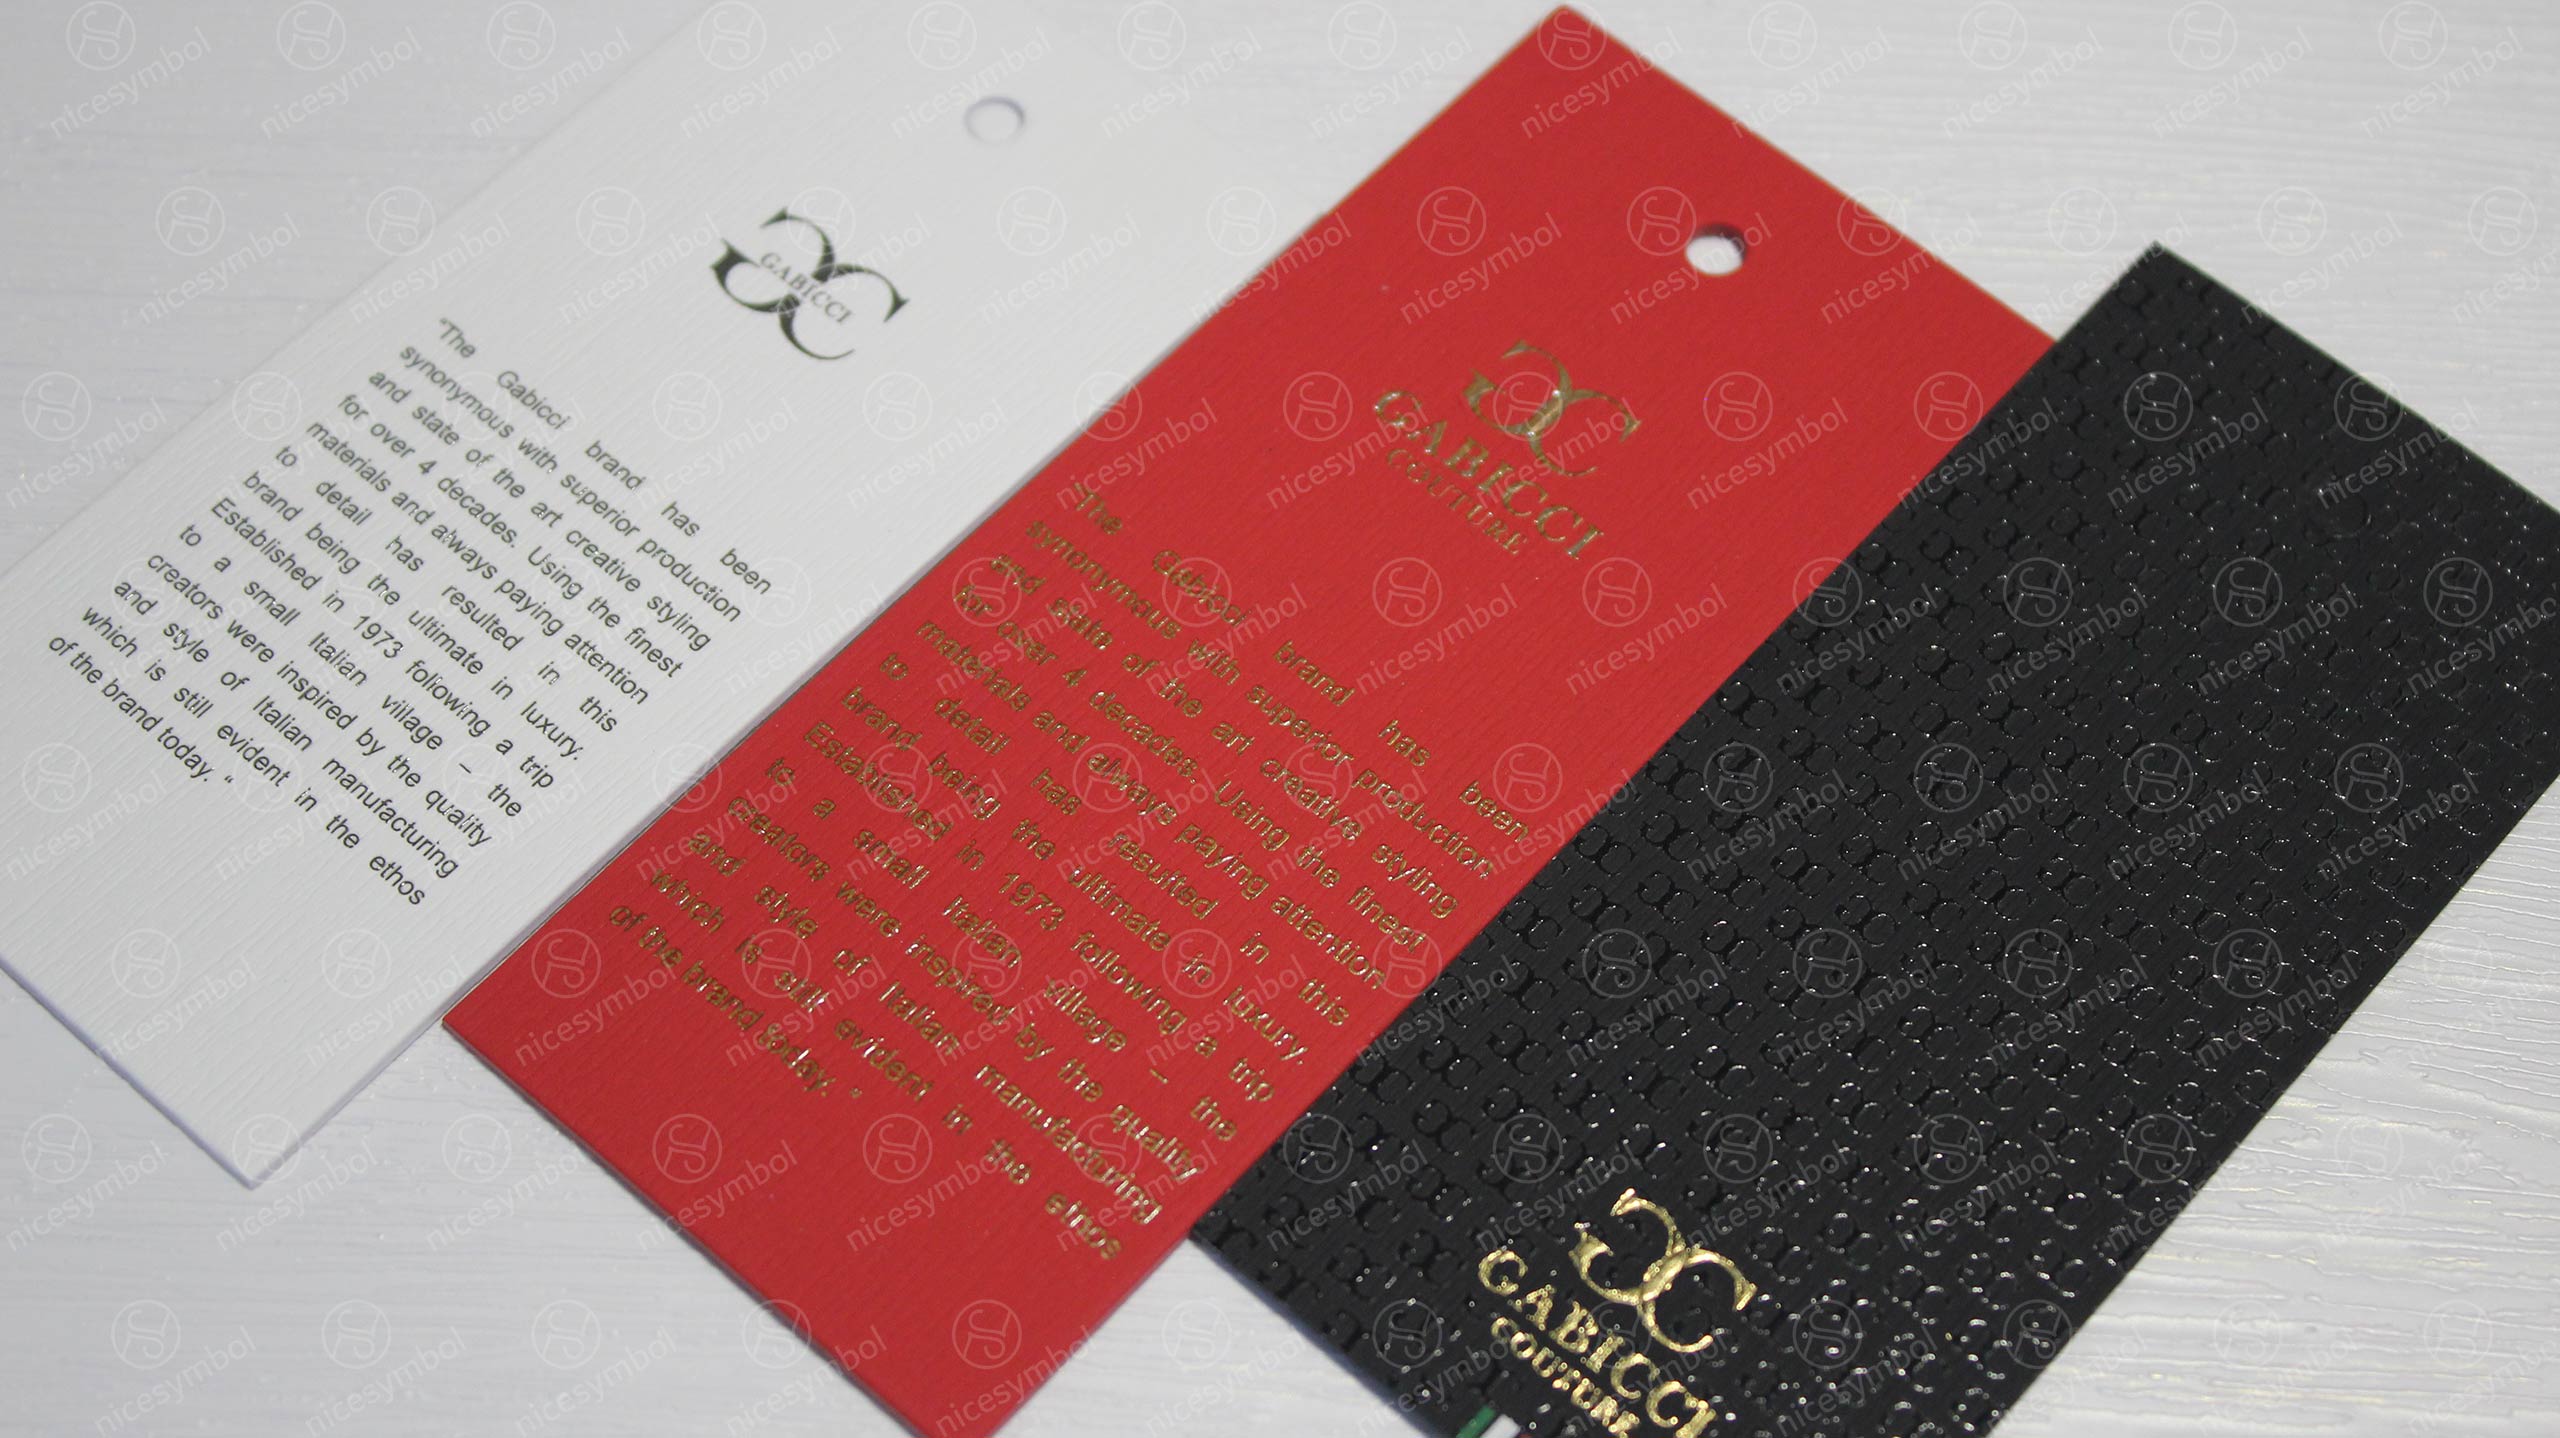 GABICCI
“The Gabicci brand has been
synonymous with superior production
and state of the art creative styling
for over 4 decades. Using the finest
materials and always paying attention
to detail has resulted in this
brand being the ultimate in luxury.
Established in 1973 following a trip
to a small Italian village – the
creators were inspired by the quality
and style of Italian manufacturing
which is still evident in the ethos
of the brand today. “
GABICCI
COUTURE
“The Gabicci brand has been
synonymous with superior production
and state of the art creative styling
for over 4 decades. Using the finest
materials and always paying attention
to detail has resulted in this
brand being the ultimate in luxury.
Established in 1973 following a trip
to a small Italian village – the
creators were inspired by the quality
and style of Italian manufacturing
which is still evident in the ethos
of the brand today. “
GABICCI
COUTURE
nicesymbol